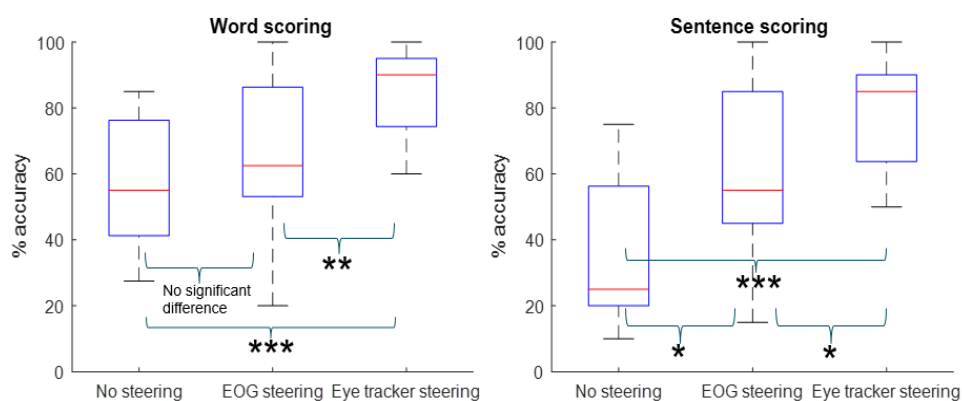 Word scoring
% accuracy
100
80
60
40
20
0
No significant
difference
**
***
No steering
EOG steering
Eye tracker steering
Sentence scoring
% accuracy
100
80
60
40
20
0
***
*
*
No steering
EOG steering
Eye tracker steering